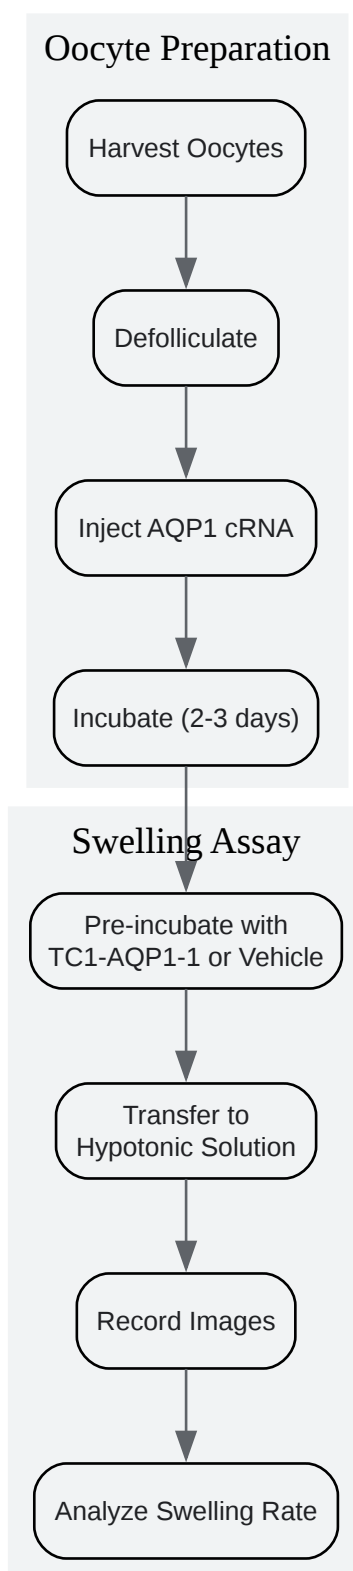 Oocyte Preparation
Harvest Oocytes
Defolliculate
Inject AQP1 cRNA
Incubate (2-3 days)
Swelling Assay
Pre-incubate with
TC1-AQP1-1 or Vehicle
Transfer to
Hypotonic Solution
Record Images
Analyze Swelling Rate